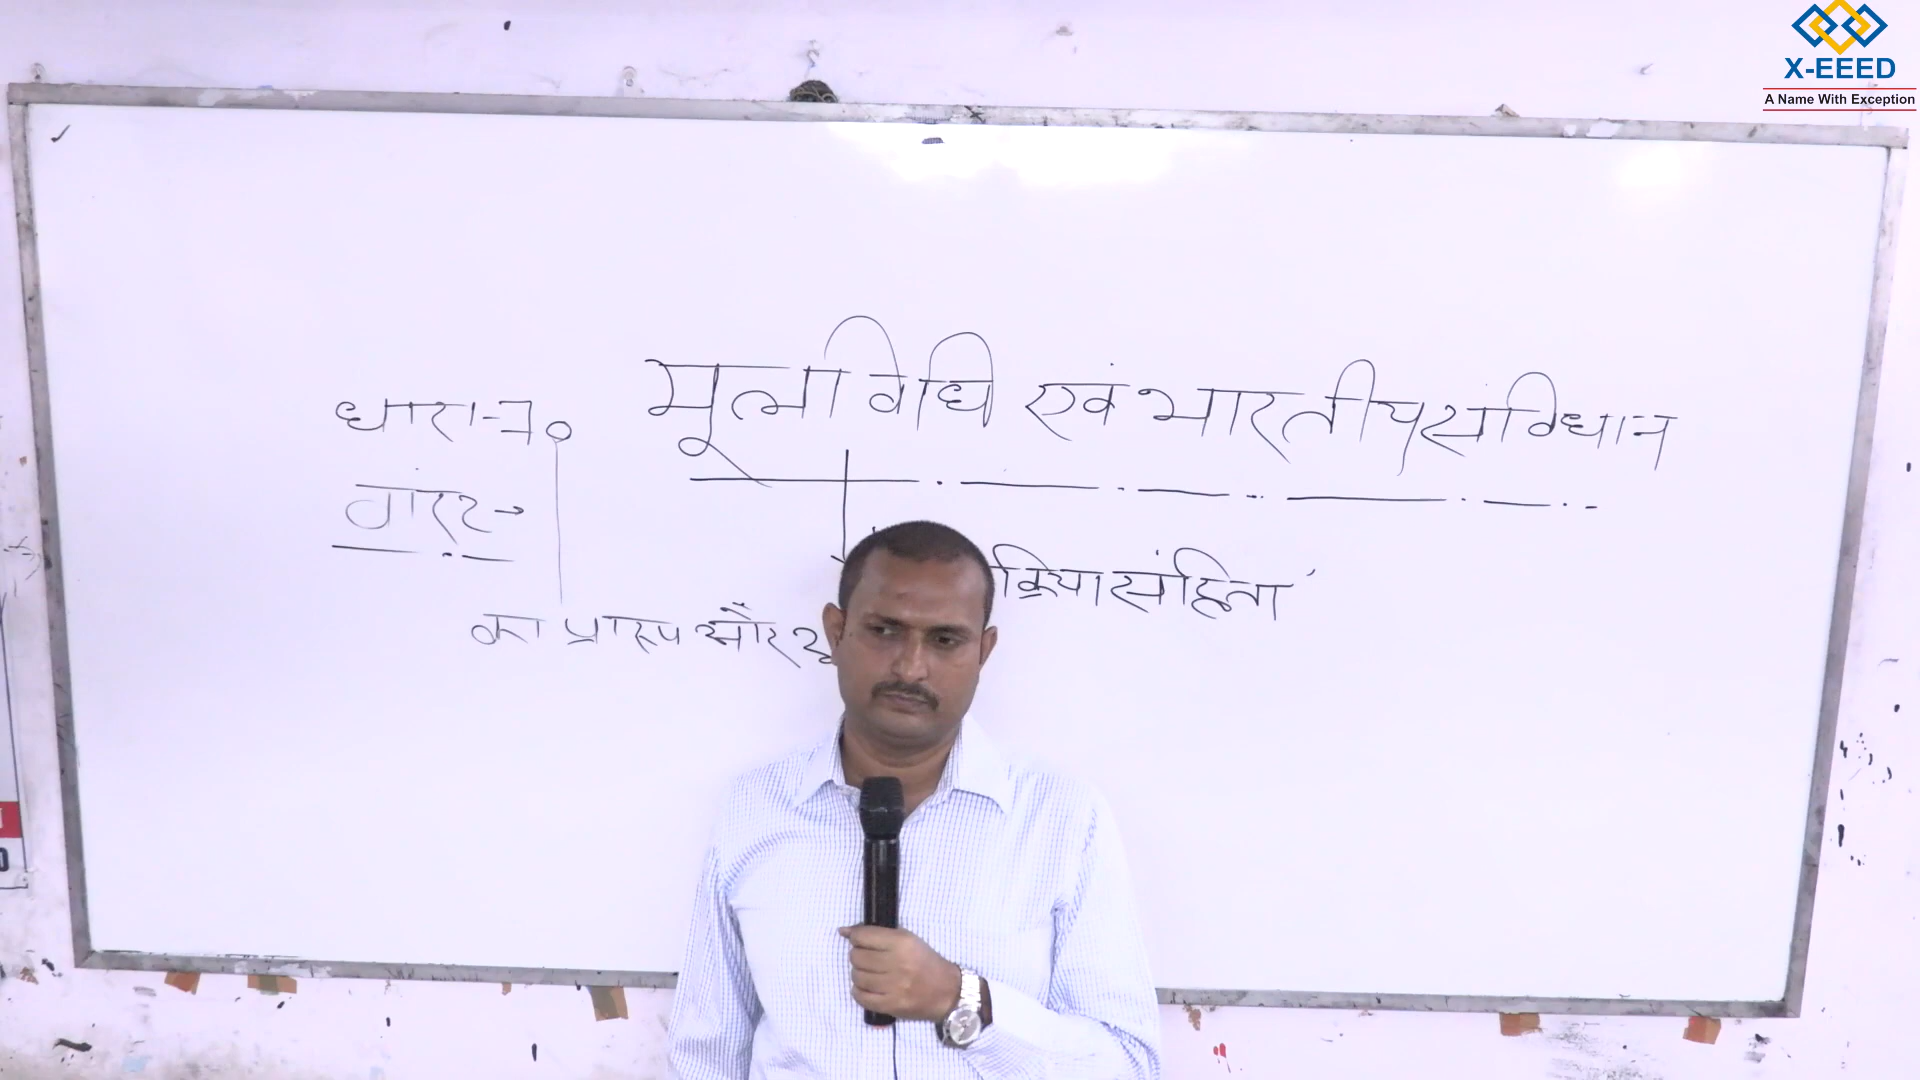 X-EEED
A Name With Exception
मूल विधि एवं भारतीय संविधान
धारा-70
वारंट-
क्रिया संहिता
का प्रारूप और